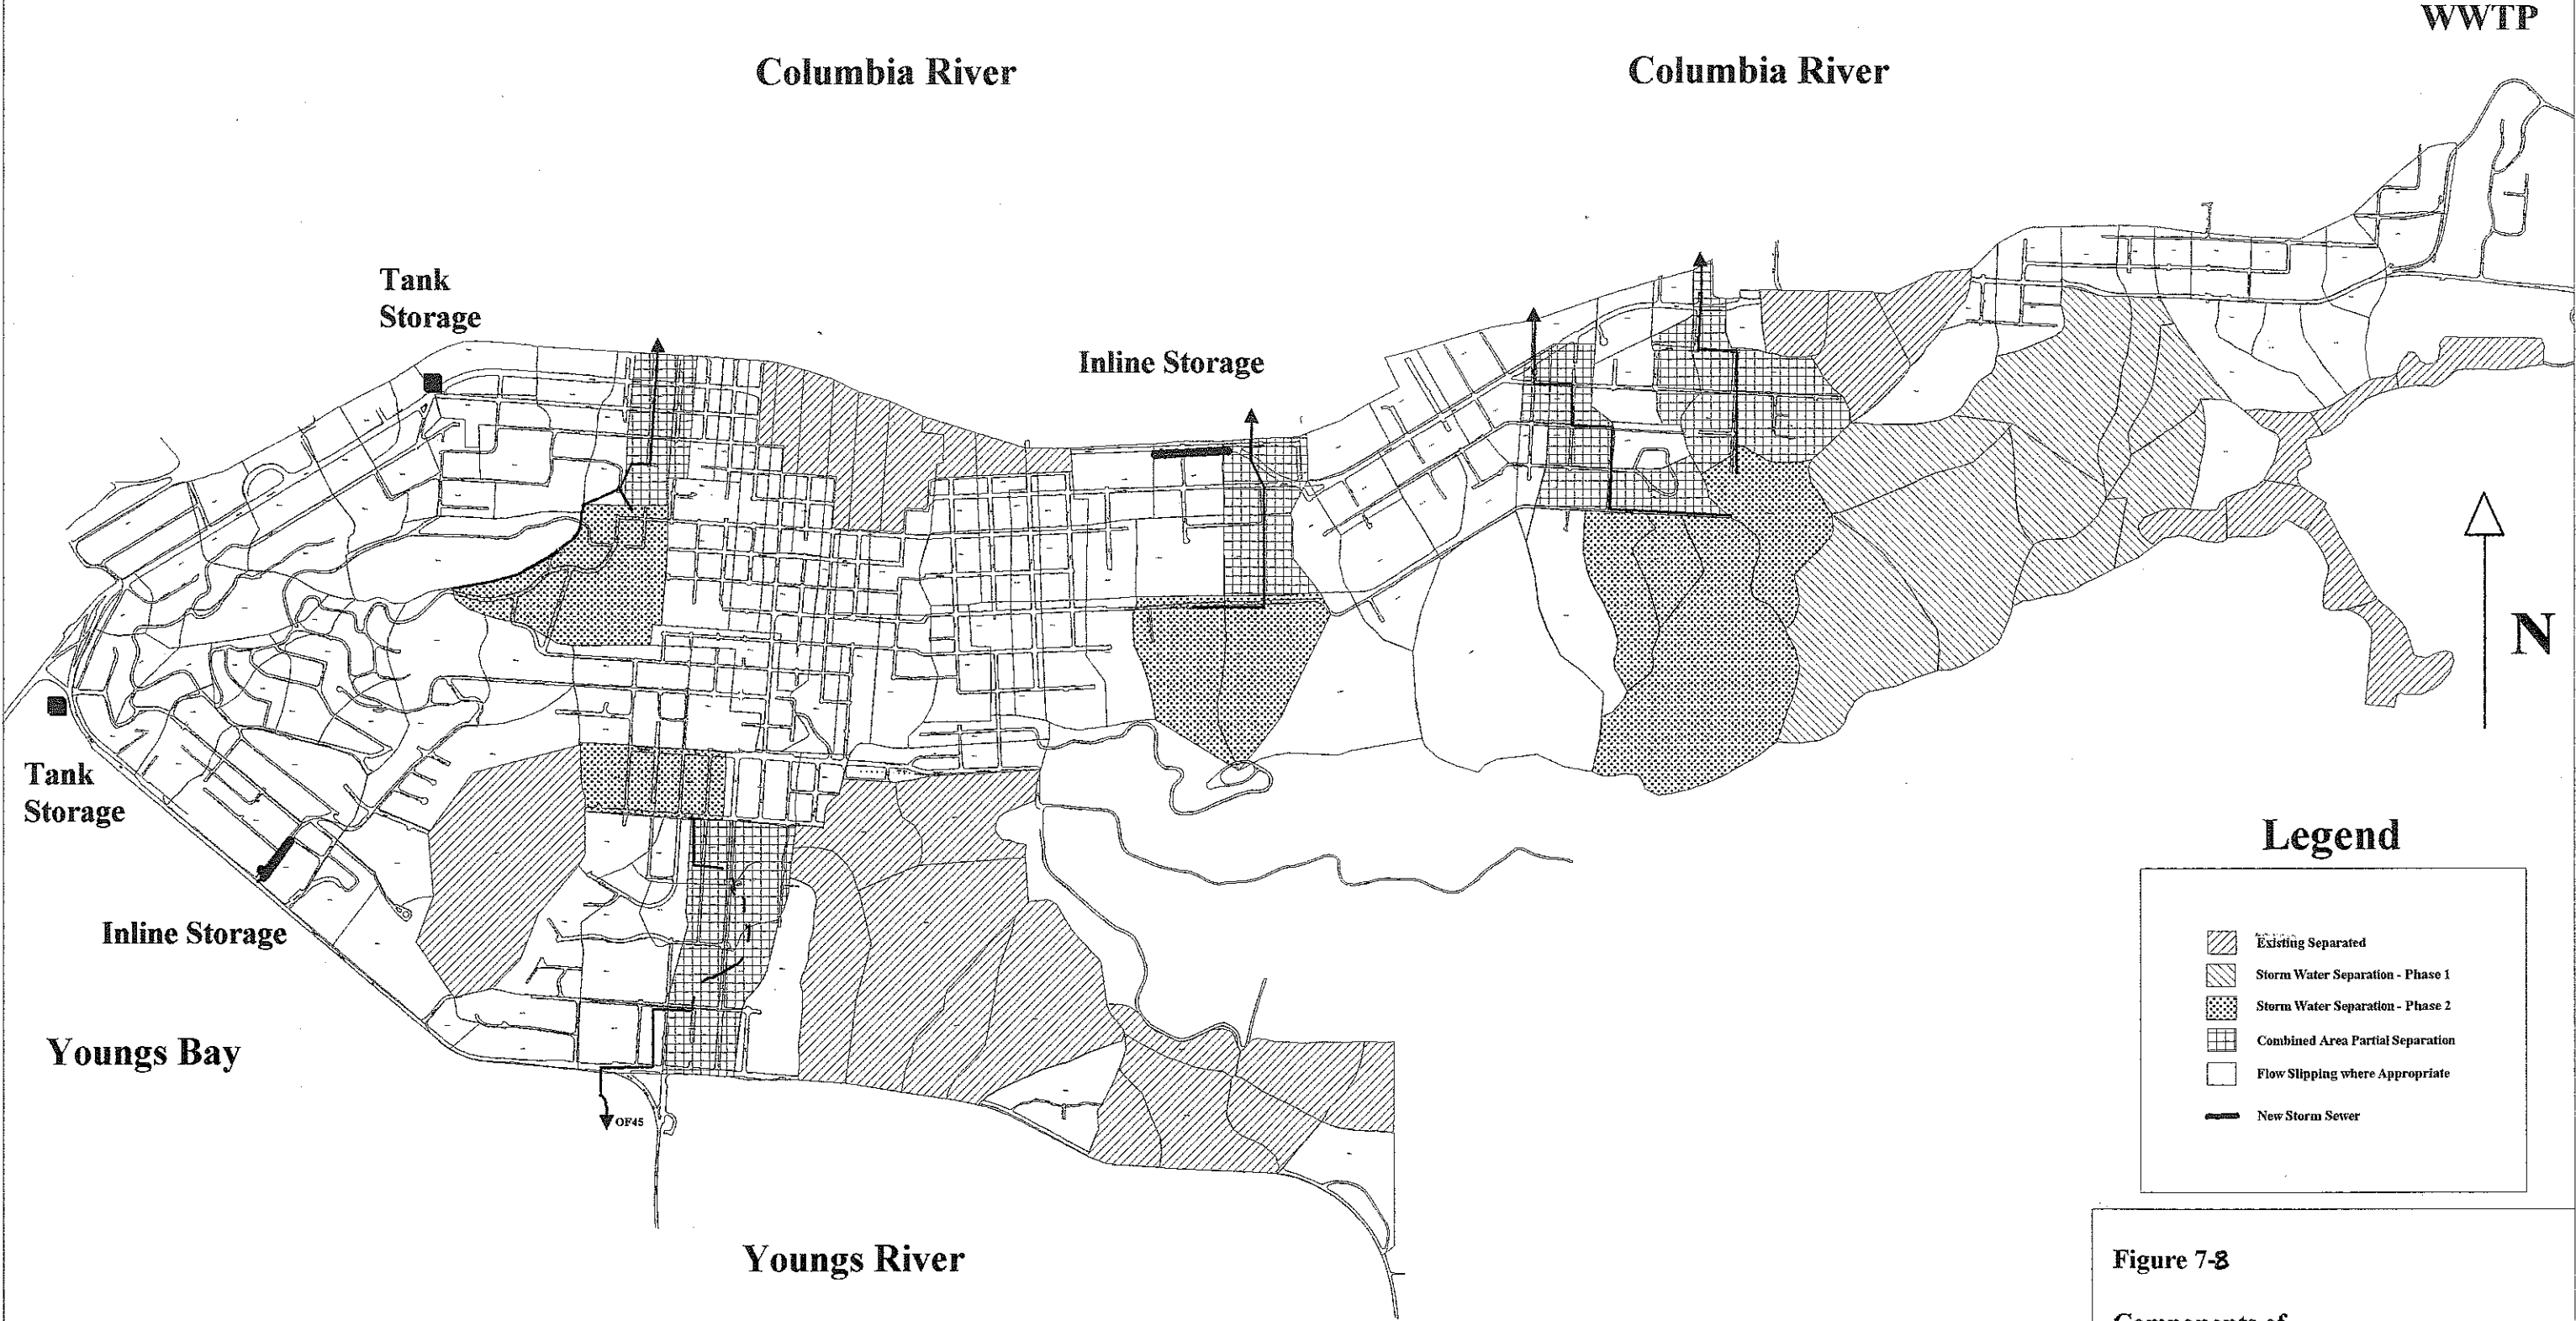 WWTP
Columbia River
Columbia River
Tank
Storage
Inline Storage
N
Tank
Storage
Inline Storage
Youngs Bay
OF45
Youngs River
Legend
Existing Separated
Storm Water Separation - Phase 1
Storm Water Separation - Phase 2
Combined Area Partial Separation
Flow Slipping where Appropriate
New Storm Sewer
Figure 7-8
Components of